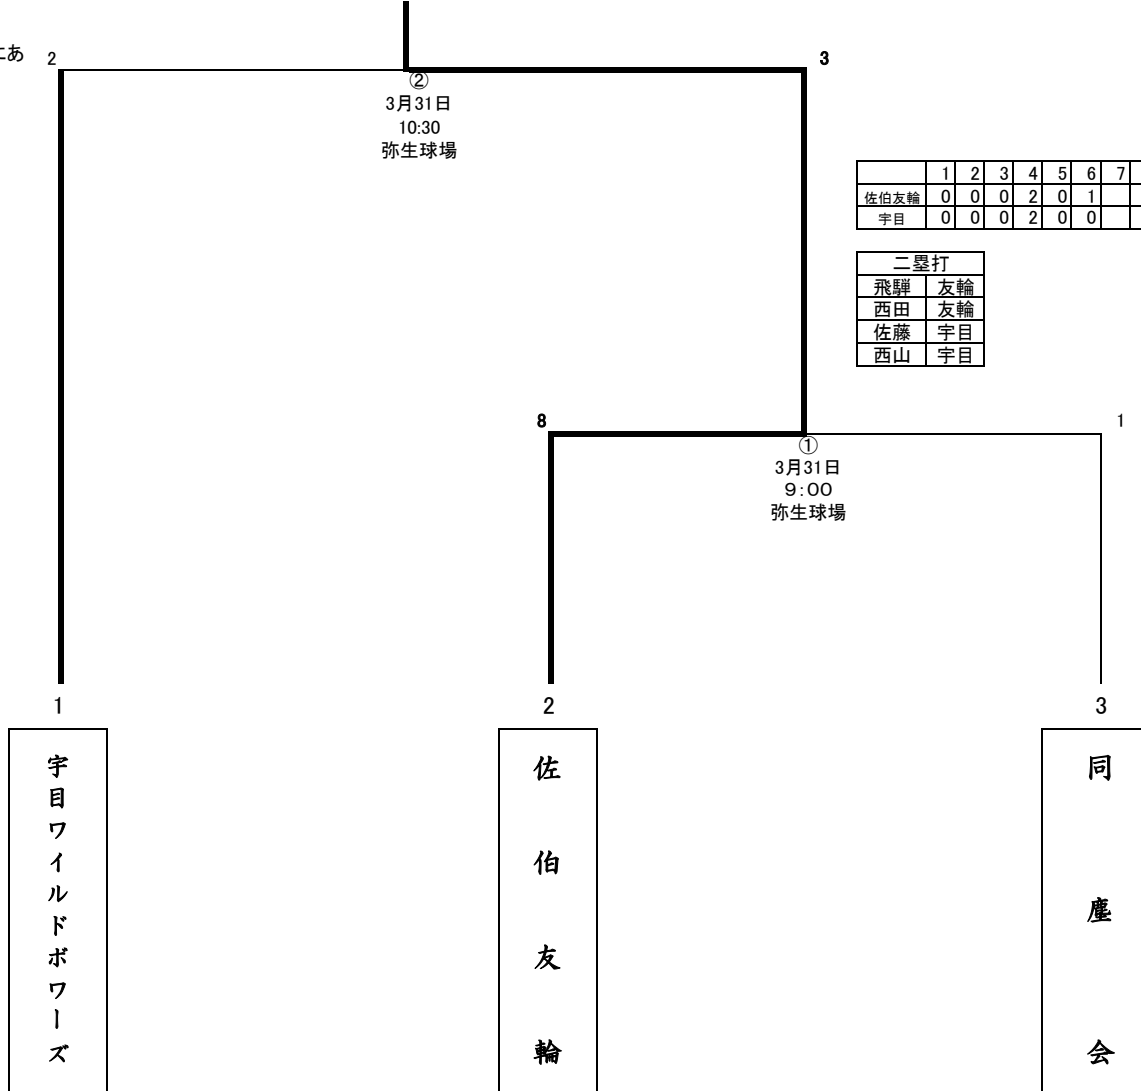 にあ
2
3
②
3月31日
10:30
弥生球場
1 2 3 4 5 6 7
佐伯友輪 0 0 0 2 0 1
宇目 0 0 0 2 0 0
二塁打
飛騨 友輪
西田 友輪
佐藤 宇目
西山 宇目
8
1
①
3月31日
９：００
弥生球場
1
2
3
宇目ワイルドボワーズ
佐伯友輪
同塵会